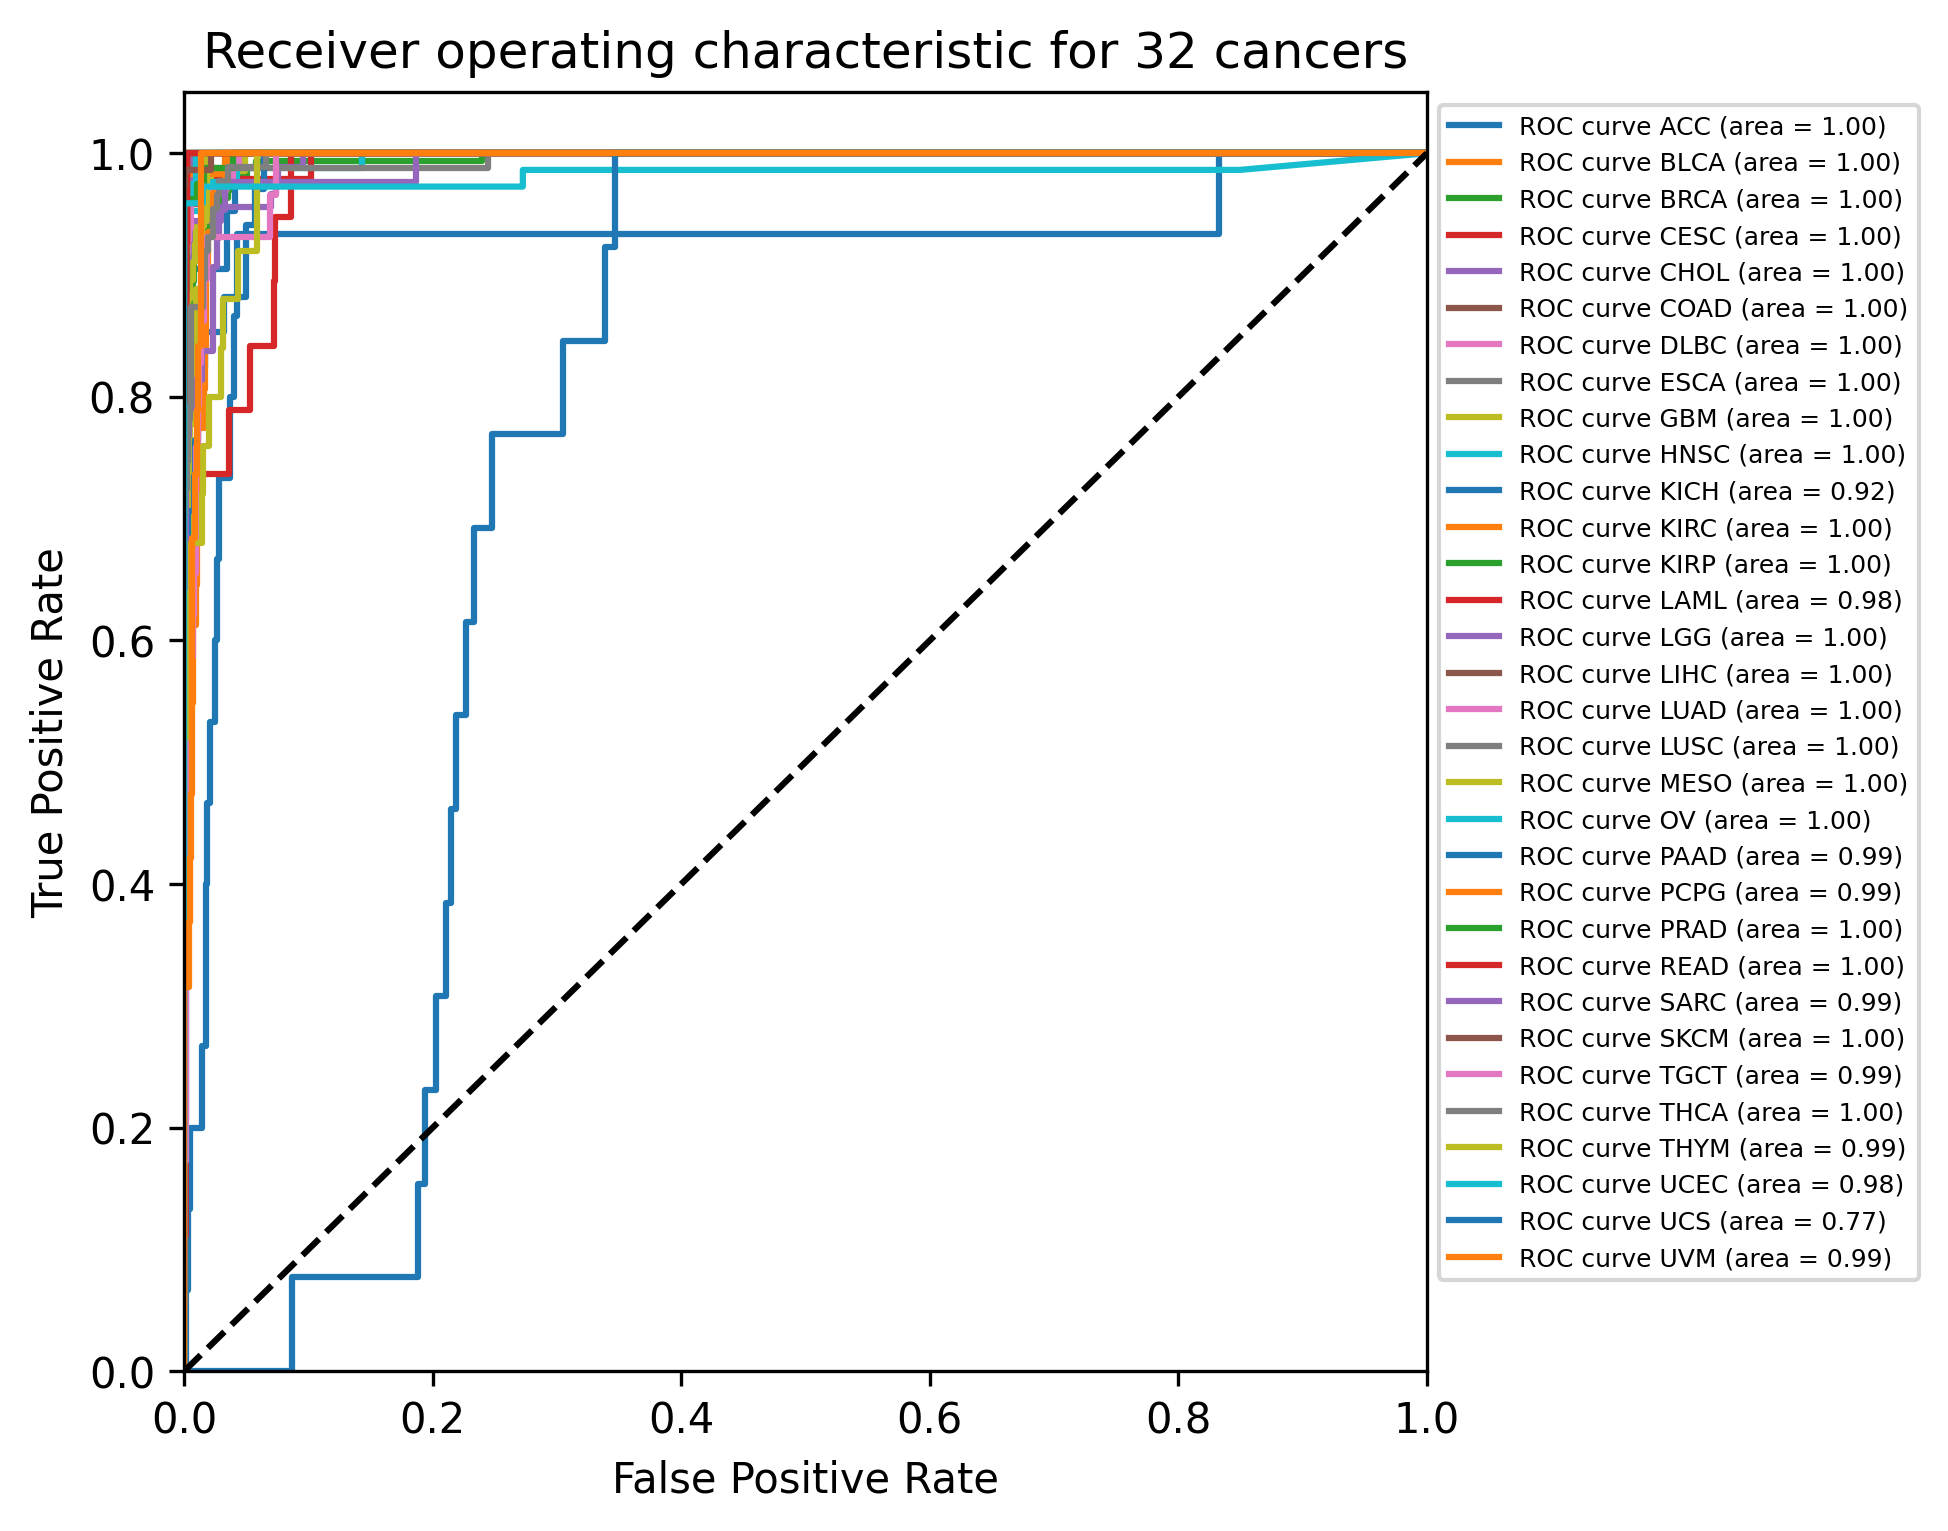 Receiver operating characteristic for 32 cancers
True Positive Rate
1.0
0.8
0.6
0.4
0.2
0.0
0.0 0.2 0.4 0.6 0.8 1.0
False Positive Rate
ROC curve ACC (area = 1.00)
ROC curve BLCA (area = 1.00)
ROC curve BRCA (area = 1.00)
ROC curve CESC (area = 1.00)
ROC curve CHOL (area = 1.00)
ROC curve COAD (area = 1.00)
ROC curve DLBC (area = 1.00)
ROC curve ESCA (area = 1.00)
ROC curve GBM (area = 1.00)
ROC curve HNSC (area = 1.00)
ROC curve KICH (area = 0.92)
ROC curve KIRC (area = 1.00)
ROC curve KIRP (area = 1.00)
ROC curve LAML (area = 0.98)
ROC curve LGG (area = 1.00)
ROC curve LIHC (area = 1.00)
ROC curve LUAD (area = 1.00)
ROC curve LUSC (area = 1.00)
ROC curve MESO (area = 1.00)
ROC curve OV (area = 1.00)
ROC curve PAAD (area = 0.99)
ROC curve PCPG (area = 0.99)
ROC curve PRAD (area = 1.00)
ROC curve READ (area = 1.00)
ROC curve SARC (area = 0.99)
ROC curve SKCM (area = 1.00)
ROC curve TGCT (area = 0.99)
ROC curve THCA (area = 1.00)
ROC curve THYM (area = 0.99)
ROC curve UCEC (area = 0.98)
ROC curve UCS (area = 0.77)
ROC curve UVM (area = 0.99)